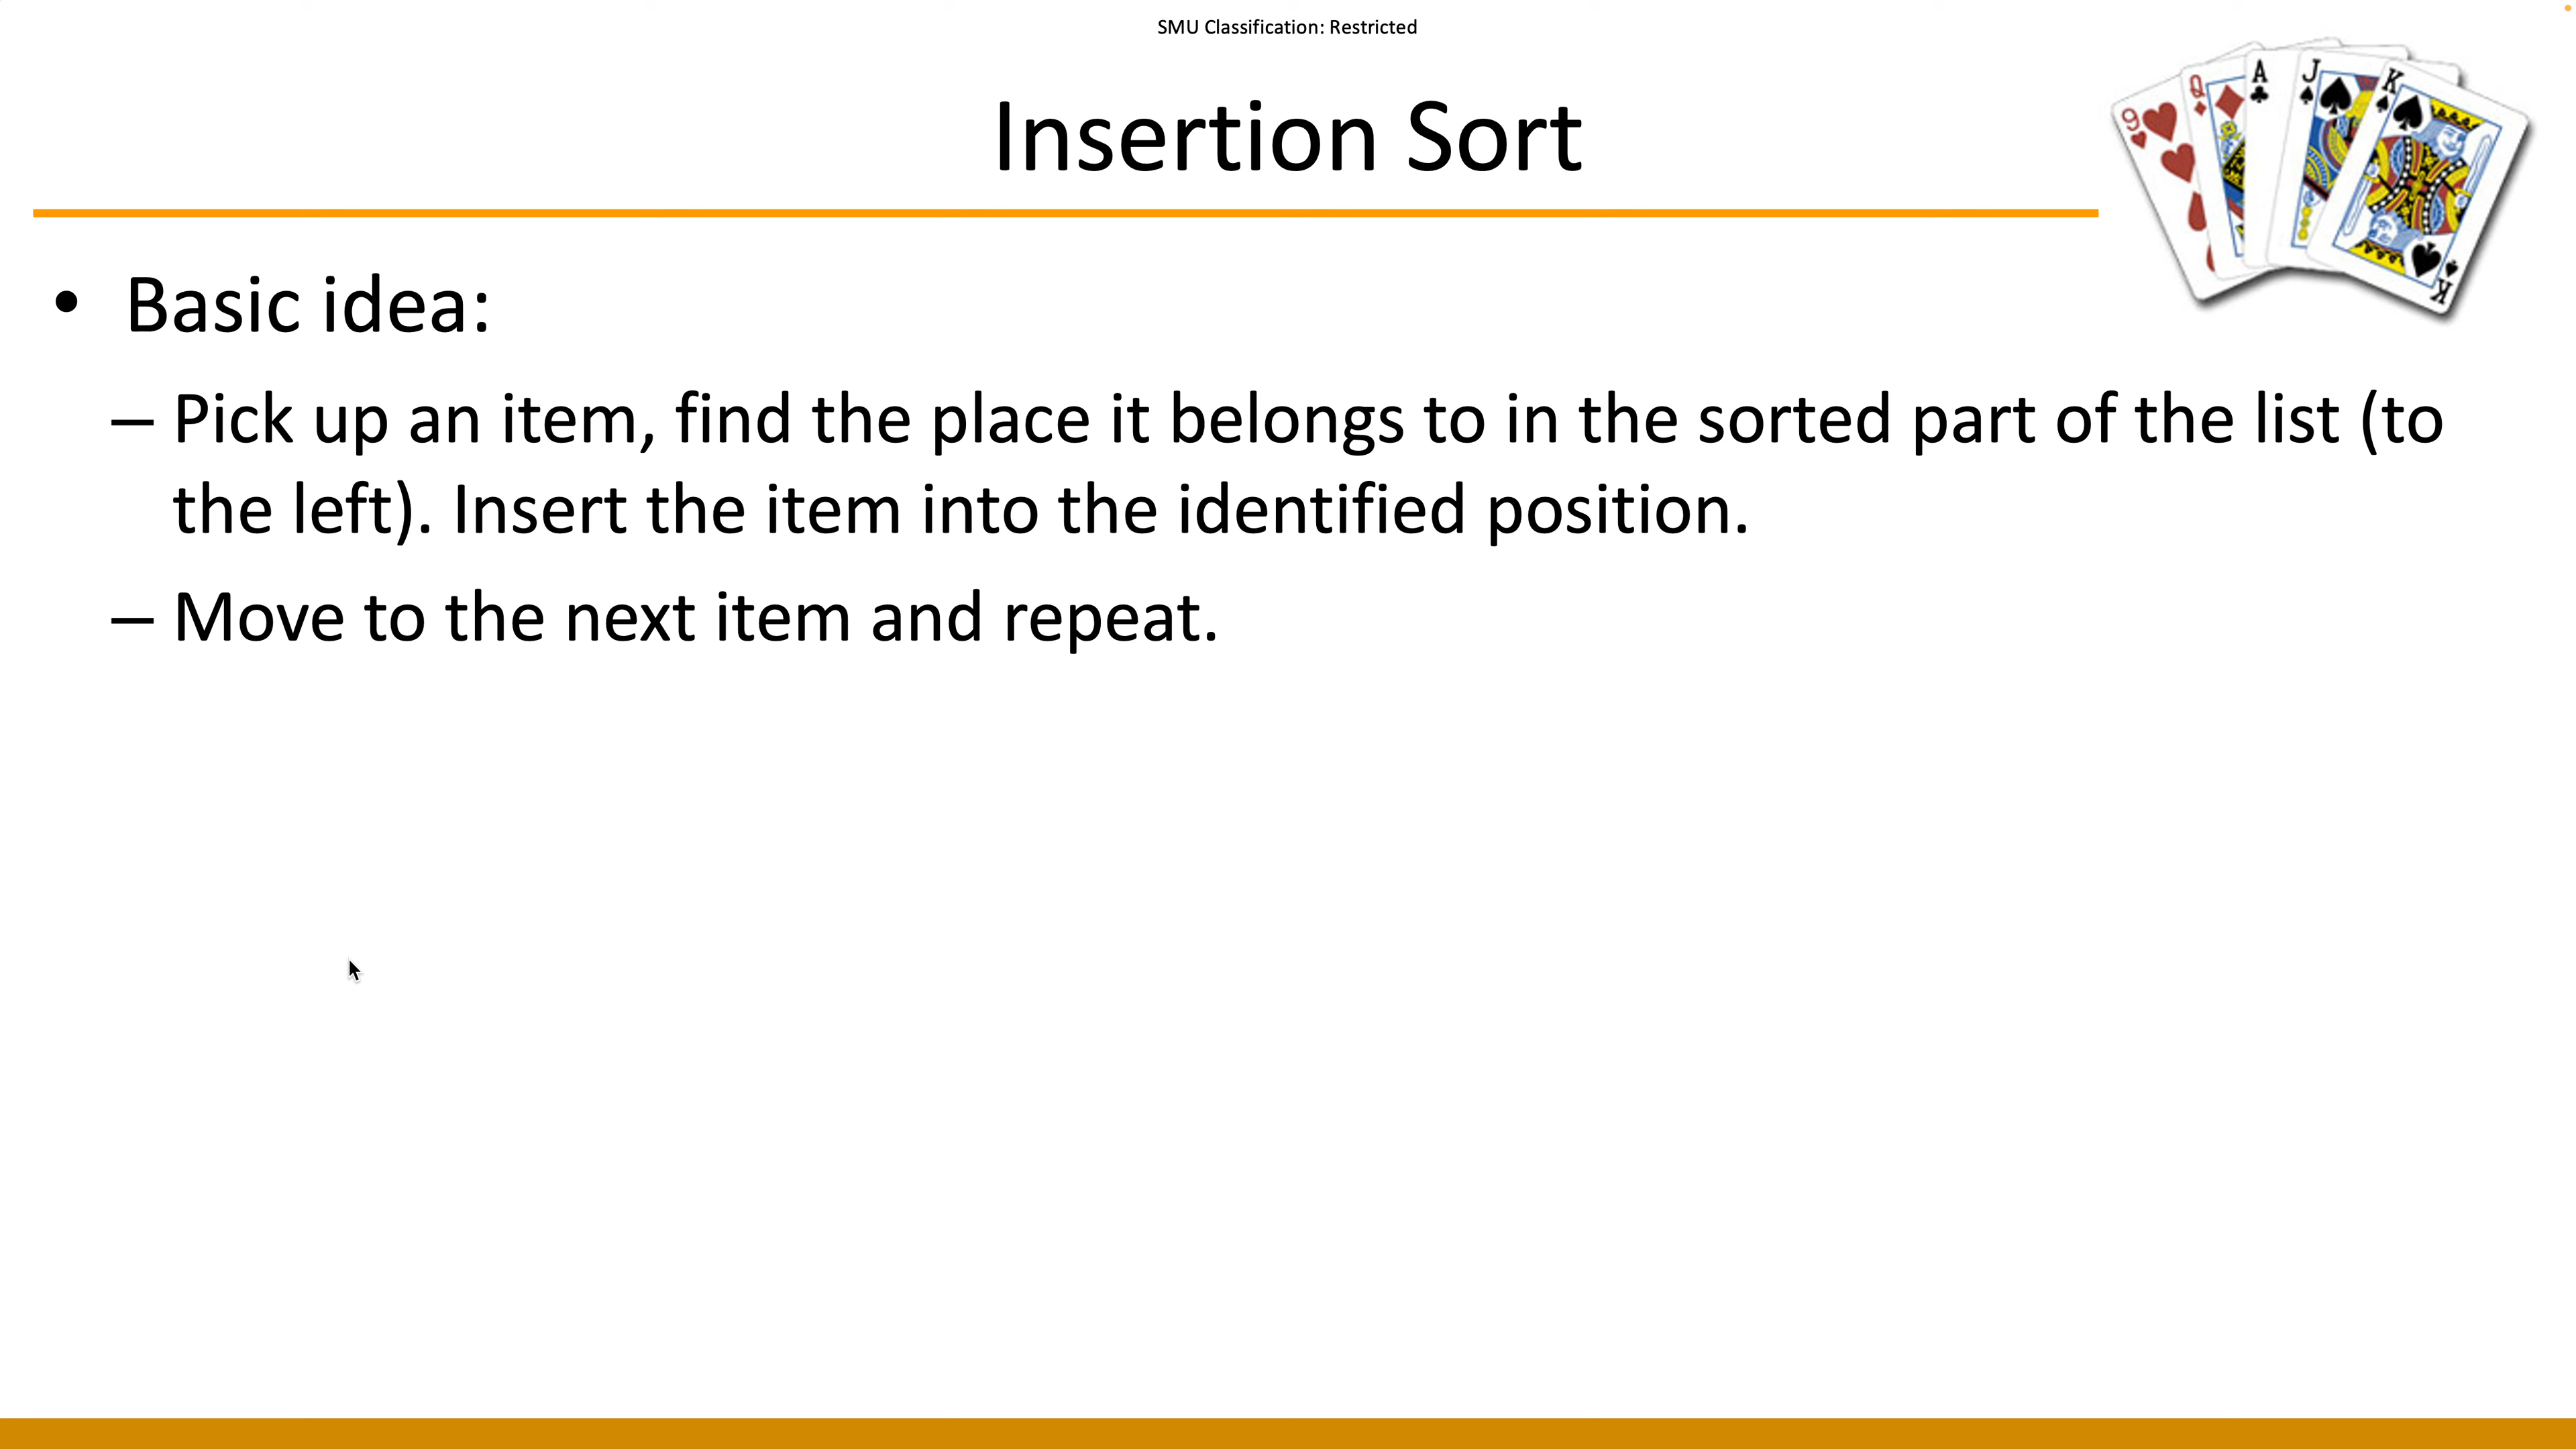 SMU Classification: Restricted
Insertion Sort
9
Q
A
J
K
K
• Basic idea:
– Pick up an item, find the place it belongs to in the sorted part of the list (to
the left). Insert the item into the identified position.
– Move to the next item and repeat.